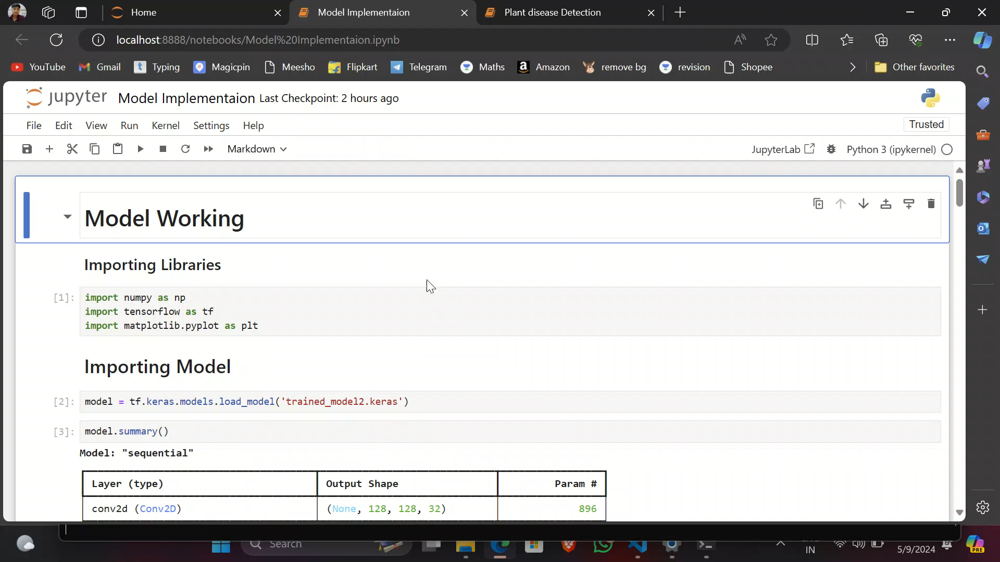 Home
Model Implementaion
Plant disease Detection
localhost:8888/notebooks/Model%20Implementaion.ipynb
YouTube
Gmail
Typing
Magicpin
Meesho
Flipkart
Telegram
Maths
Amazon
remove bg
revision
Shopee
Other favorites
jupyter Model Implementaion Last Checkpoint: 2 hours ago
File Edit View Run Kernel Settings Help
Trusted
Markdown
JupyterLab
Python 3 (ipykernel)
Model Working
Importing Libraries
[1]: import numpy as np
import tensorflow as tf
import matplotlib.pyplot as plt
Importing Model
[2]: model = tf.keras.models.load_model('trained_model2.keras')
[3]: model.summary()
Model: "sequential"
Layer (type) Output Shape Param #
conv2d (Conv2D) (None, 128, 128, 32) 896
Search
IN
5/9/2024
PRE